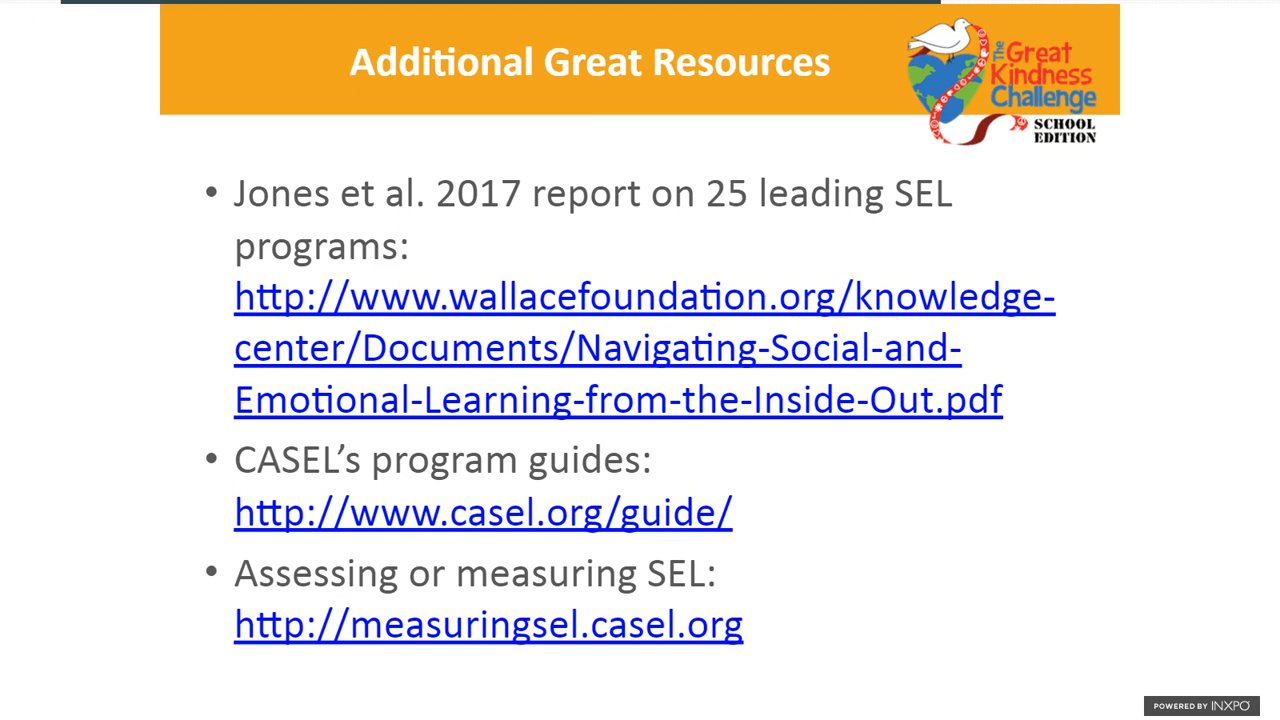 Additional Great Resources
The
Great
Kindness
Challenge
SCHOOL
EDITION
• Jones et al. 2017 report on 25 leading SEL
programs:
http://www.wallacefoundation.org/knowledge-
center/Documents/Navigating-Social-and-
Emotional-Learning-from-the-Inside-Out.pdf
• CASEL’s program guides:
http://www.casel.org/guide/
• Assessing or measuring SEL:
http://measuringsel.casel.org
POWERED BY INXPO